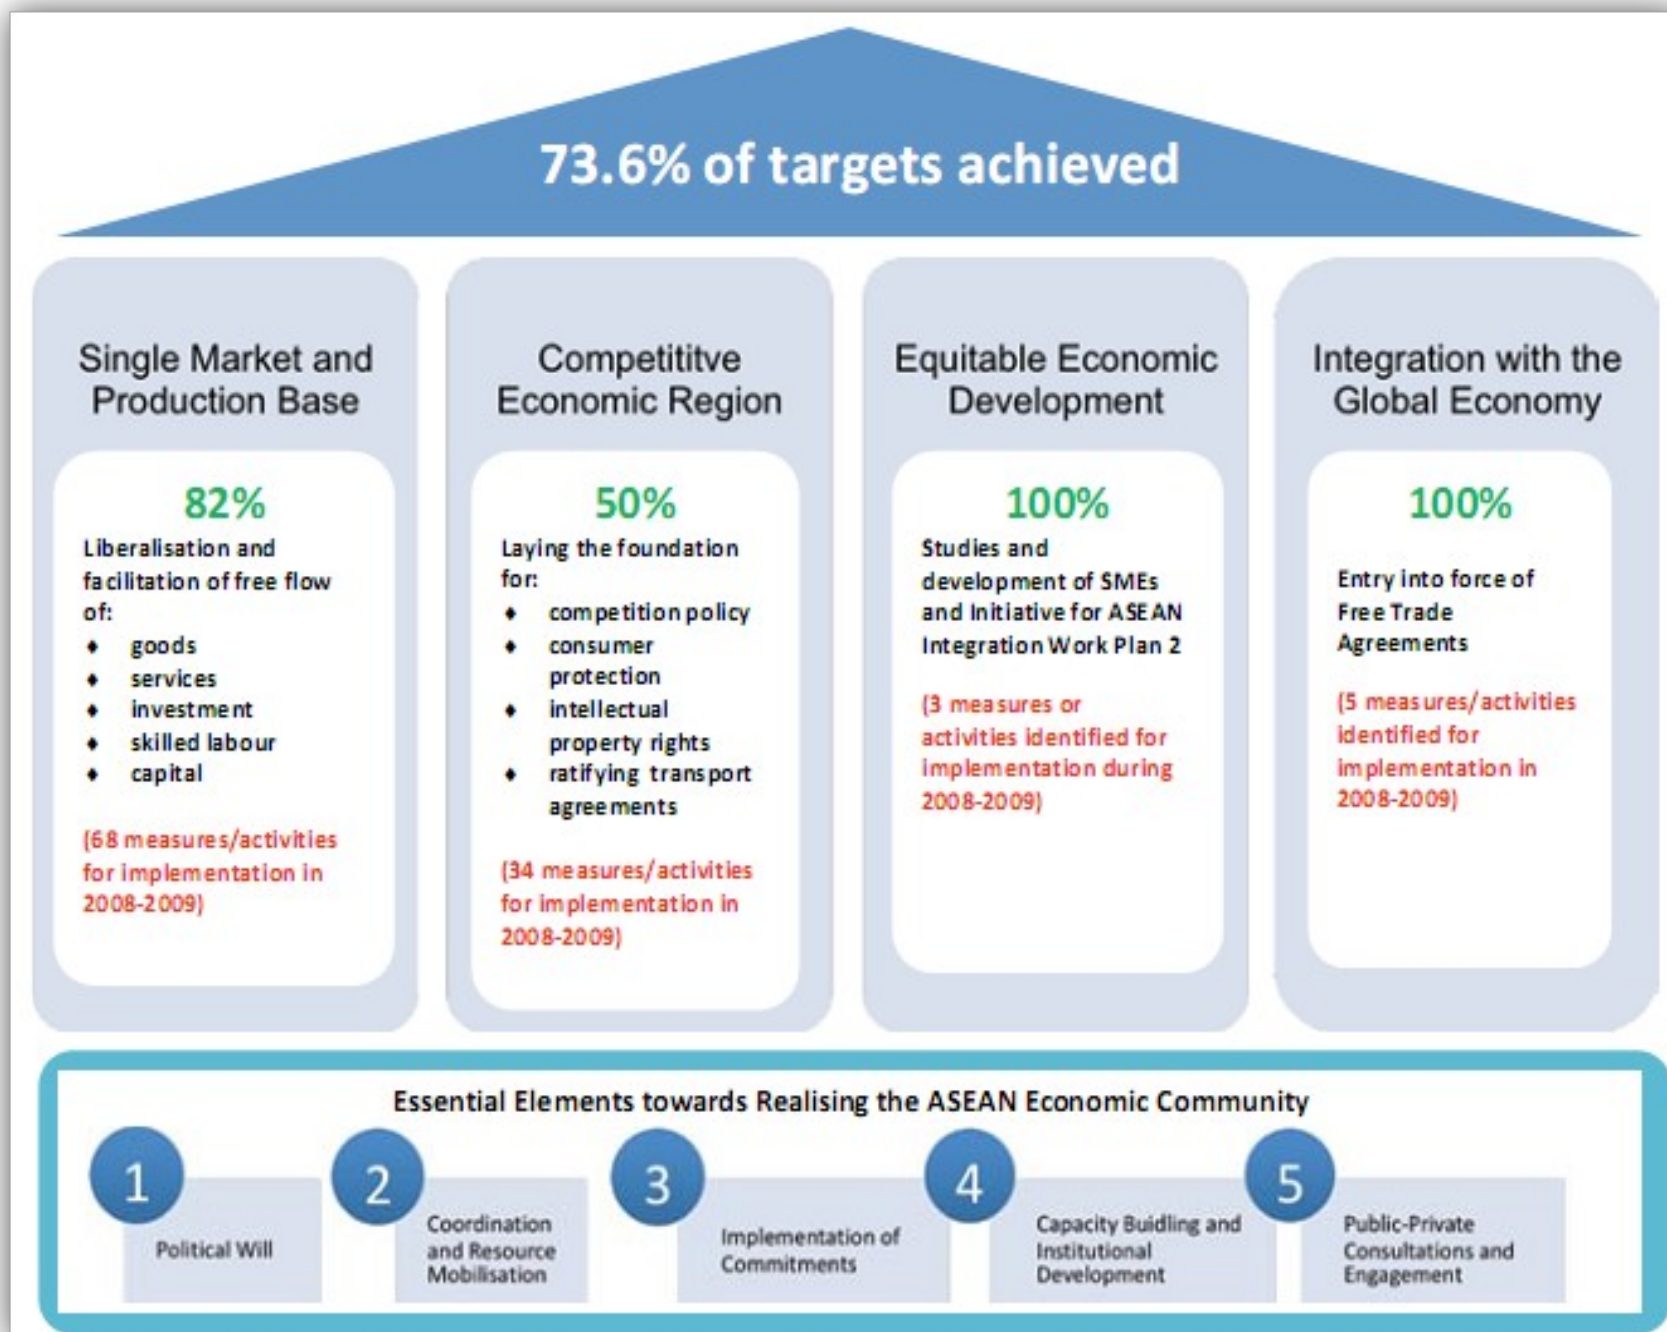 73.6% of targets achieved
Single Market and
Production Base
82%
Liberalisation and
facilitation of free flow
of:
♦ goods
♦ services
♦ investment
♦ skilled labour
♦ capital
(68 measures/activities
for implementation in
2008-2009)
Competititve
Economic Region
50%
Laying the foundation
for:
♦ competition policy
♦ consumer
protection
♦ intellectual
property rights
♦ ratifying transport
agreements
(34 measures/activities
for implementation in
2008-2009)
Equitable Economic
Development
100%
Studies and
development of SMEs
and Initiative for ASEAN
Integration Work Plan 2
(3 measures or
activities identified for
implementation during
2008-2009)
Integration with the
Global Economy
100%
Entry into force of
Free Trade
Agreements
(5 measures/activities
identified for
implementation in
2008-2009)
Essential Elements towards Realising the ASEAN Economic Community
1
Political Will
2
Coordination
and Resource
Mobilisation
3
Implementation of
Commitments
4
Capacity Buidling and
Institutional
Development
5
Public-Private
Consultations and
Engagement